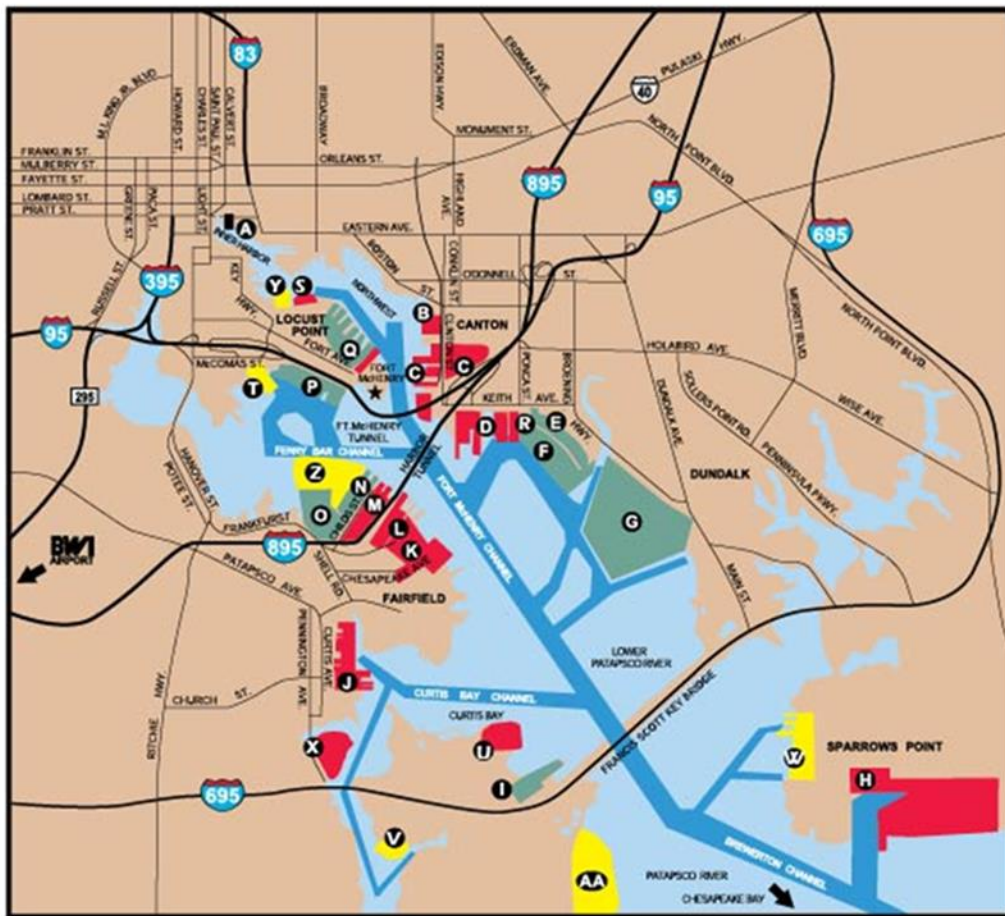 83
ERDMAN AVE.
EDISON HWY.
PULASKI HWY.
40
M.L. KING JR. BLVD
HOWARD ST.
CHARLES ST.
SAINT PAUL ST.
CALVERT ST.
BROADWAY
MONUMENT ST.
NORTH POINT BLVD.
FRANKLIN ST.
MULBERRY ST.
ORLEANS ST.
FAYETTE ST.
895
95
LOMBARD ST.
PRATT ST.
GREENE ST.
PACA ST.
LIGHT ST.
HIGHLAND AVE.
695
A
INNER HARBOR
EASTERN AVE.
BOSTON ST.
CONKLIN ST.
O'DONNELL ST.
RUSSELL ST.
395
KEY HWY.
Y
S
NORTHWEST
LOCUST POINT
B
CANTON
CLINTON
MERRITT BLVD.
NORTH POINT BLVD.
95
FORT AVE.
Q
HOLABIRD AVE.
McCOMAS ST.
FORT McHENRY
C
C
PONCA ST.
BROENING HWY.
295
T
P
KEITH AVE.
DUNDALK AVE.
SOLLERS POINT RD.
WISE AVE.
FT. McHENRY TUNNEL
D
R
E
F
HARBOR TUNNEL
PENNINSULA PKWY.
FERRY BAR CHANNEL
DUNDALK
HANOVER ST.
POTEE ST.
Z
N
FORT McHENRY CHANNEL
FRANKFURST
O
CHILDS ST.
M
L
G
BWI
AIRPORT
895
K
PATAPSCO AVE.
SHELL RD.
CHESAPEAKE AVE
FAIRFIELD
MAIN ST.
PENNINGTON AVE
CURTIS AVE.
LOWER
PATAPSCO RIVER
J
CHURCH ST.
CURTIS BAY CHANNEL
RITCHIE HWY.
CURTIS BAY
FRANCIS SCOTT KEY BRIDGE
X
U
W
SPARROWS POINT
H
695
I
V
BREWERTON CHANNEL
AA
PATAPSCO RIVER
CHESAPEAKE BAY